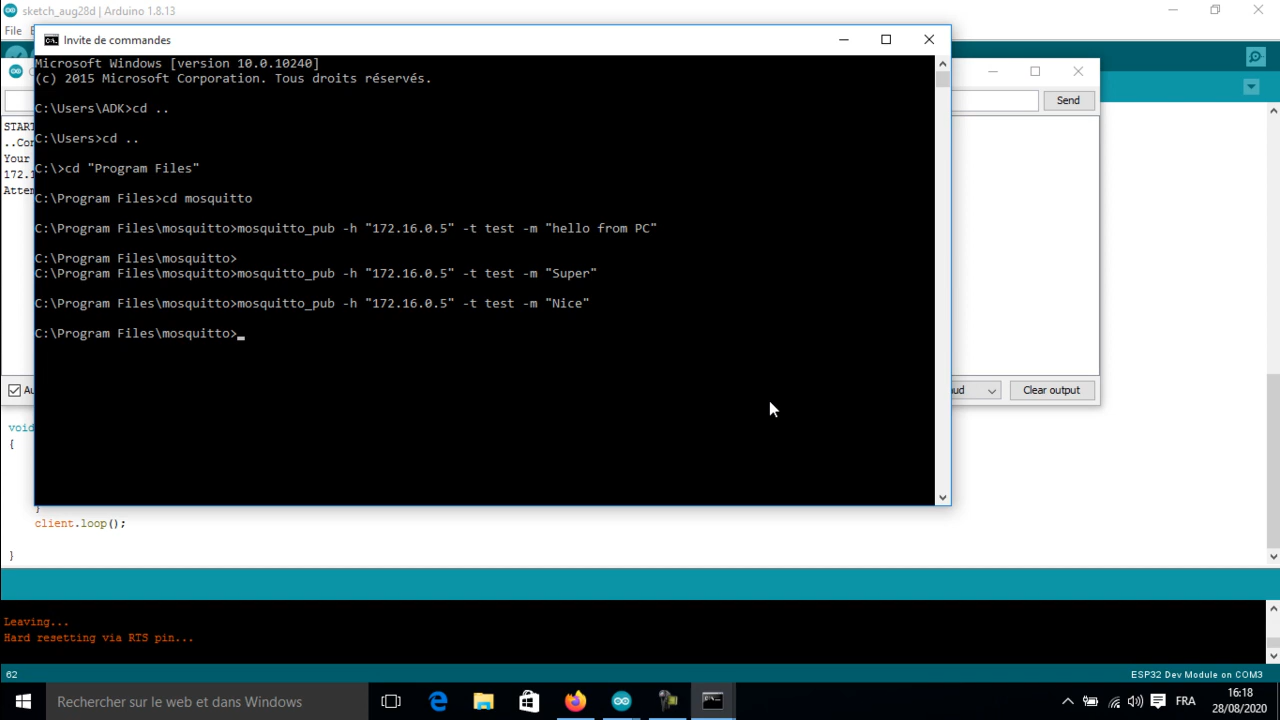 sketch_aug28d | Arduino 1.8.13
File
Invite de commandes
Microsoft Windows [version 10.0.10240]
(c) 2015 Microsoft Corporation. Tous droits réservés.
Send
C:\Users\ADK>cd ..
START
C:\Users>cd ..
Your
C:\>cd "Program Files"
C:\Program Files>cd mosquitto
C:\Program Files\mosquitto>mosquitto_pub -h "172.16.0.5" -t test -m "hello from PC"
C:\Program Files\mosquitto>
C:\Program Files\mosquitto>mosquitto_pub -h "172.16.0.5" -t test -m "Super"
C:\Program Files\mosquitto>mosquitto_pub -h "172.16.0.5" -t test -m "Nice"
C:\Program Files\mosquitto>
Clear output
void
{
}
client.loop();
}
Leaving...
Hard resetting via RTS pin...
62
ESP32 Dev Module on COM3
Rechercher sur le web et dans Windows
FRA
16:18
28/08/2020